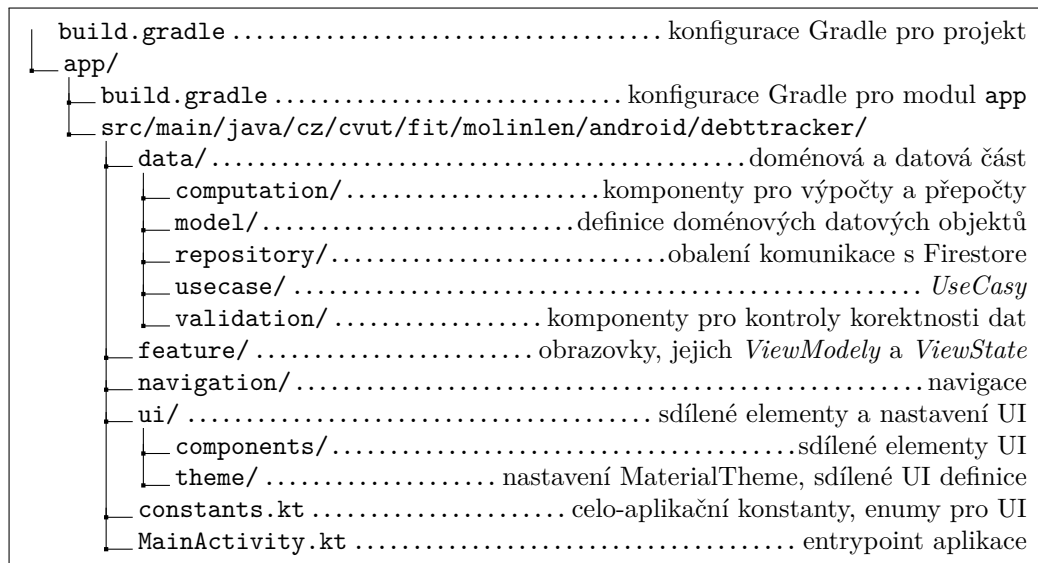 build.gradle ..................................... konfigurace Gradle pro projekt
app/
build.gradle .............................. konfigurace Gradle pro modul app
src/main/java/cz/cvut/fit/molinlen/android/debttracker/
data/ ................................................ doménová a datová část
computation/ ...................... komponenty pro výpočty a přepočty
model/ ........................... definice doménových datových objektů
repository/ ............................. obalení komunikace s Firestore
usecase/ ...................................................... UseCasy
validation/ .................. komponenty pro kontroly korektnosti dat
feature/ ........................ obrazovky, jejich ViewModely a ViewState
navigation/ ...................................................... navigace
ui/ ........................................ sdílené elementy a nastavení UI
components/ ........................................ sdílené elementy UI
theme/ ...................... nastavení MaterialTheme, sdílené UI definice
constants.kt ...................... celo-aplikační konstanty, enumy pro UI
MainActivity.kt ...................................... entrypoint aplikace